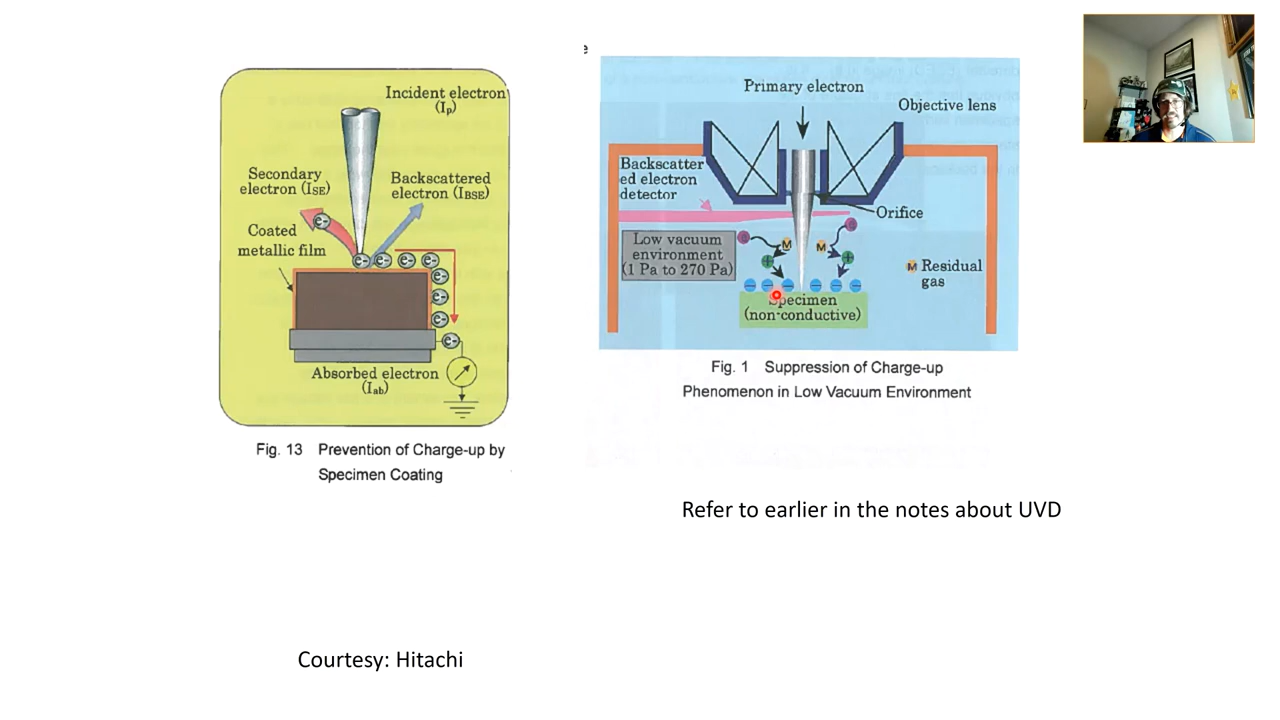 e
Incident electron
(Ip)
Secondary
electron (ISE)
Backscattered
electron (IBSE)
Coated
metallic film
e-
e-
e-
e-
e-
e-
e-
e-
e-
Absorbed electron
(Iab)
Fig. 13 Prevention of Charge-up by
Specimen Coating
Primary electron
Objective lens
Backscatter
ed electron
detector
Orifice
Low vacuum
environment
(1 Pa to 270 Pa)
e
M
M
e
+
+
M Residual
gas
Specimen
(non-conductive)
Fig. 1 Suppression of Charge-up
Phenomenon in Low Vacuum Environment
Refer to earlier in the notes about UVD
Courtesy: Hitachi